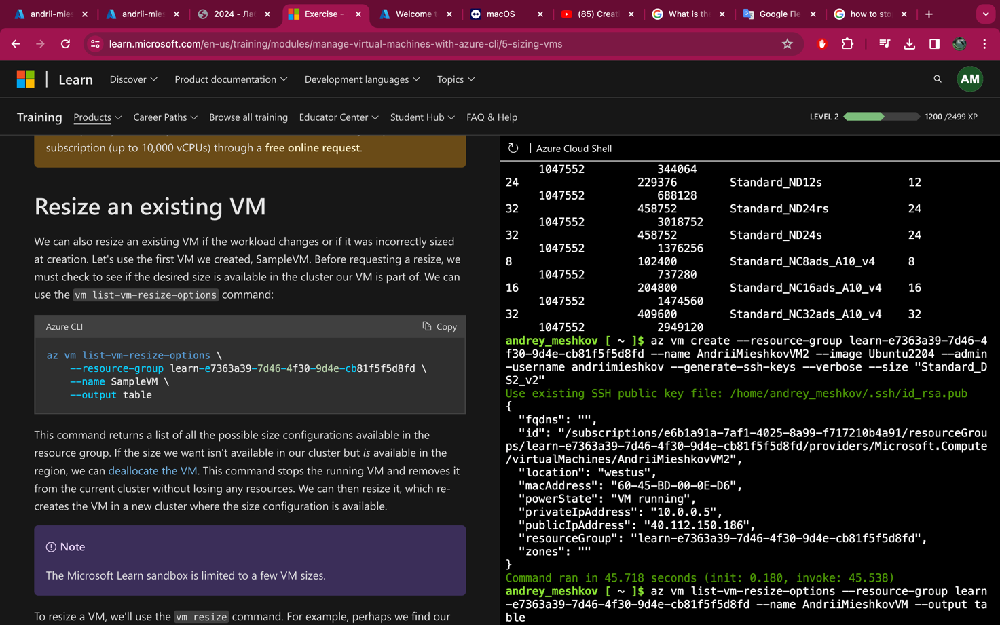 andrii-mies
andrii-mies
2024 - Ла
Exercise -
Welcome t
macOS
(85) Creat
What is the
Google Пе
how to sto
learn.microsoft.com/en-us/training/modules/manage-virtual-machines-with-azure-cli/5-sizing-vms
Learn Discover Product documentation Development languages Topics AM
Training Products Career Paths Browse all training Educator Center Student Hub FAQ & Help LEVEL 2 1200 /2499 XP
subscription (up to 10,000 vCPUs) through a free online request.
Resize an existing VM
We can also resize an existing VM if the workload changes or if it was incorrectly sized
at creation. Let's use the first VM we created, SampleVM. Before requesting a resize, we
must check to see if the desired size is available in the cluster our VM is part of. We can
use the vm list-vm-resize-options command:
Azure CLI Copy
az vm list-vm-resize-options \
--resource-group learn-e7363a39-7d46-4f30-9d4e-cb81f5f5d8fd \
--name SampleVM \
--output table
This command returns a list of all the possible size configurations available in the
resource group. If the size we want isn't available in our cluster but is available in the
region, we can deallocate the VM. This command stops the running VM and removes it
from the current cluster without losing any resources. We can then resize it, which re-
creates the VM in a new cluster where the size configuration is available.
Note
The Microsoft Learn sandbox is limited to a few VM sizes.
To resize a VM, we'll use the vm resize command. For example, perhaps we find our
Azure Cloud Shell
1047552 344064
24 229376 Standard_ND12s 12
1047552 688128
32 458752 Standard_ND24rs 24
1047552 3018752
32 458752 Standard_ND24s 24
1047552 1376256
8 102400 Standard_NC8ads_A10_v4 8
1047552 737280
16 204800 Standard_NC16ads_A10_v4 16
1047552 1474560
32 409600 Standard_NC32ads_A10_v4 32
1047552 2949120
andrey_meshkov [ ~ ]$ az vm create --resource-group learn-e7363a39-7d46-4
f30-9d4e-cb81f5f5d8fd --name AndriiMieshkovVM2 --image Ubuntu2204 --admin
-username andriimieshkov --generate-ssh-keys --verbose --size "Standard_D
S2_v2"
Use existing SSH public key file: /home/andrey_meshkov/.ssh/id_rsa.pub
{
"fqdns": "",
"id": "/subscriptions/e6b1a91a-7af1-4025-8a99-f717210b4a91/resourceGrou
ps/learn-e7363a39-7d46-4f30-9d4e-cb81f5f5d8fd/providers/Microsoft.Compute
/virtualMachines/AndriiMieshkovVM2",
"location": "westus",
"macAddress": "60-45-BD-00-0E-D6",
"powerState": "VM running",
"privateIpAddress": "10.0.0.5",
"publicIpAddress": "40.112.150.186",
"resourceGroup": "learn-e7363a39-7d46-4f30-9d4e-cb81f5f5d8fd",
"zones": ""
}
Command ran in 45.718 seconds (init: 0.180, invoke: 45.538)
andrey_meshkov [ ~ ]$ az vm list-vm-resize-options --resource-group learn
-e7363a39-7d46-4f30-9d4e-cb81f5f5d8fd --name AndriiMieshkovVM --output ta
ble